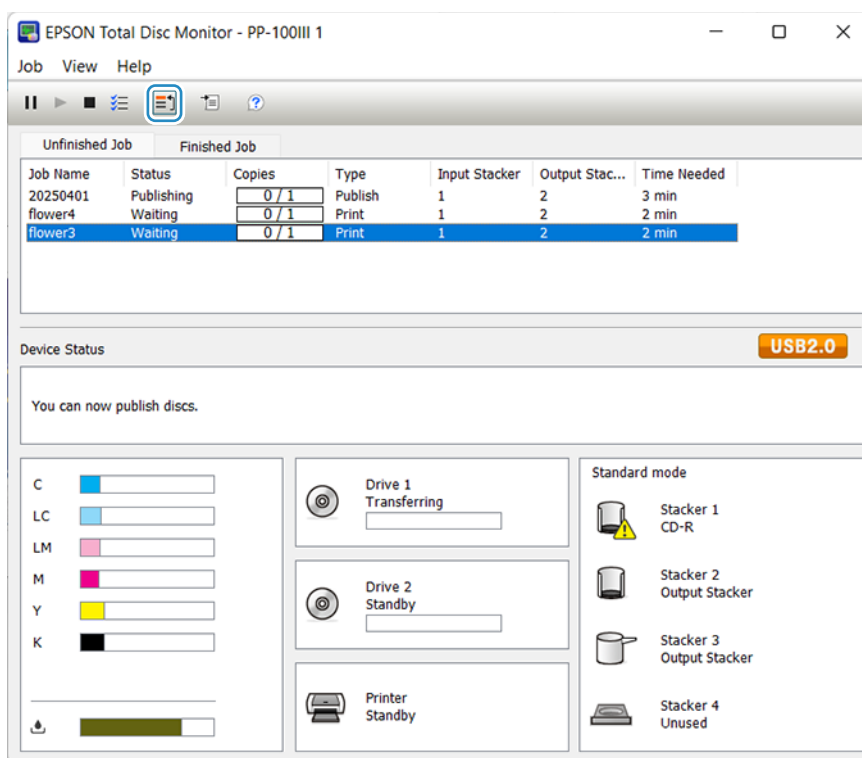 EPSON Total Disc Monitor - PP-100III 1
Job View Help
Unfinished Job Finished Job
Job Name Status Copies Type Input Stacker Output Stac... Time Needed
20250401 Publishing 0 / 1 Publish 1 2 3 min
flower4 Waiting 0 / 1 Print 1 2 2 min
flower3 Waiting 0 / 1 Print 1 2 2 min
Device Status
USB2.0
You can now publish discs.
C
LC
LM
M
Y
K
Drive 1
Transferring
Drive 2
Standby
Printer
Standby
Standard mode
Stacker 1
CD-R
Stacker 2
Output Stacker
Stacker 3
Output Stacker
Stacker 4
Unused